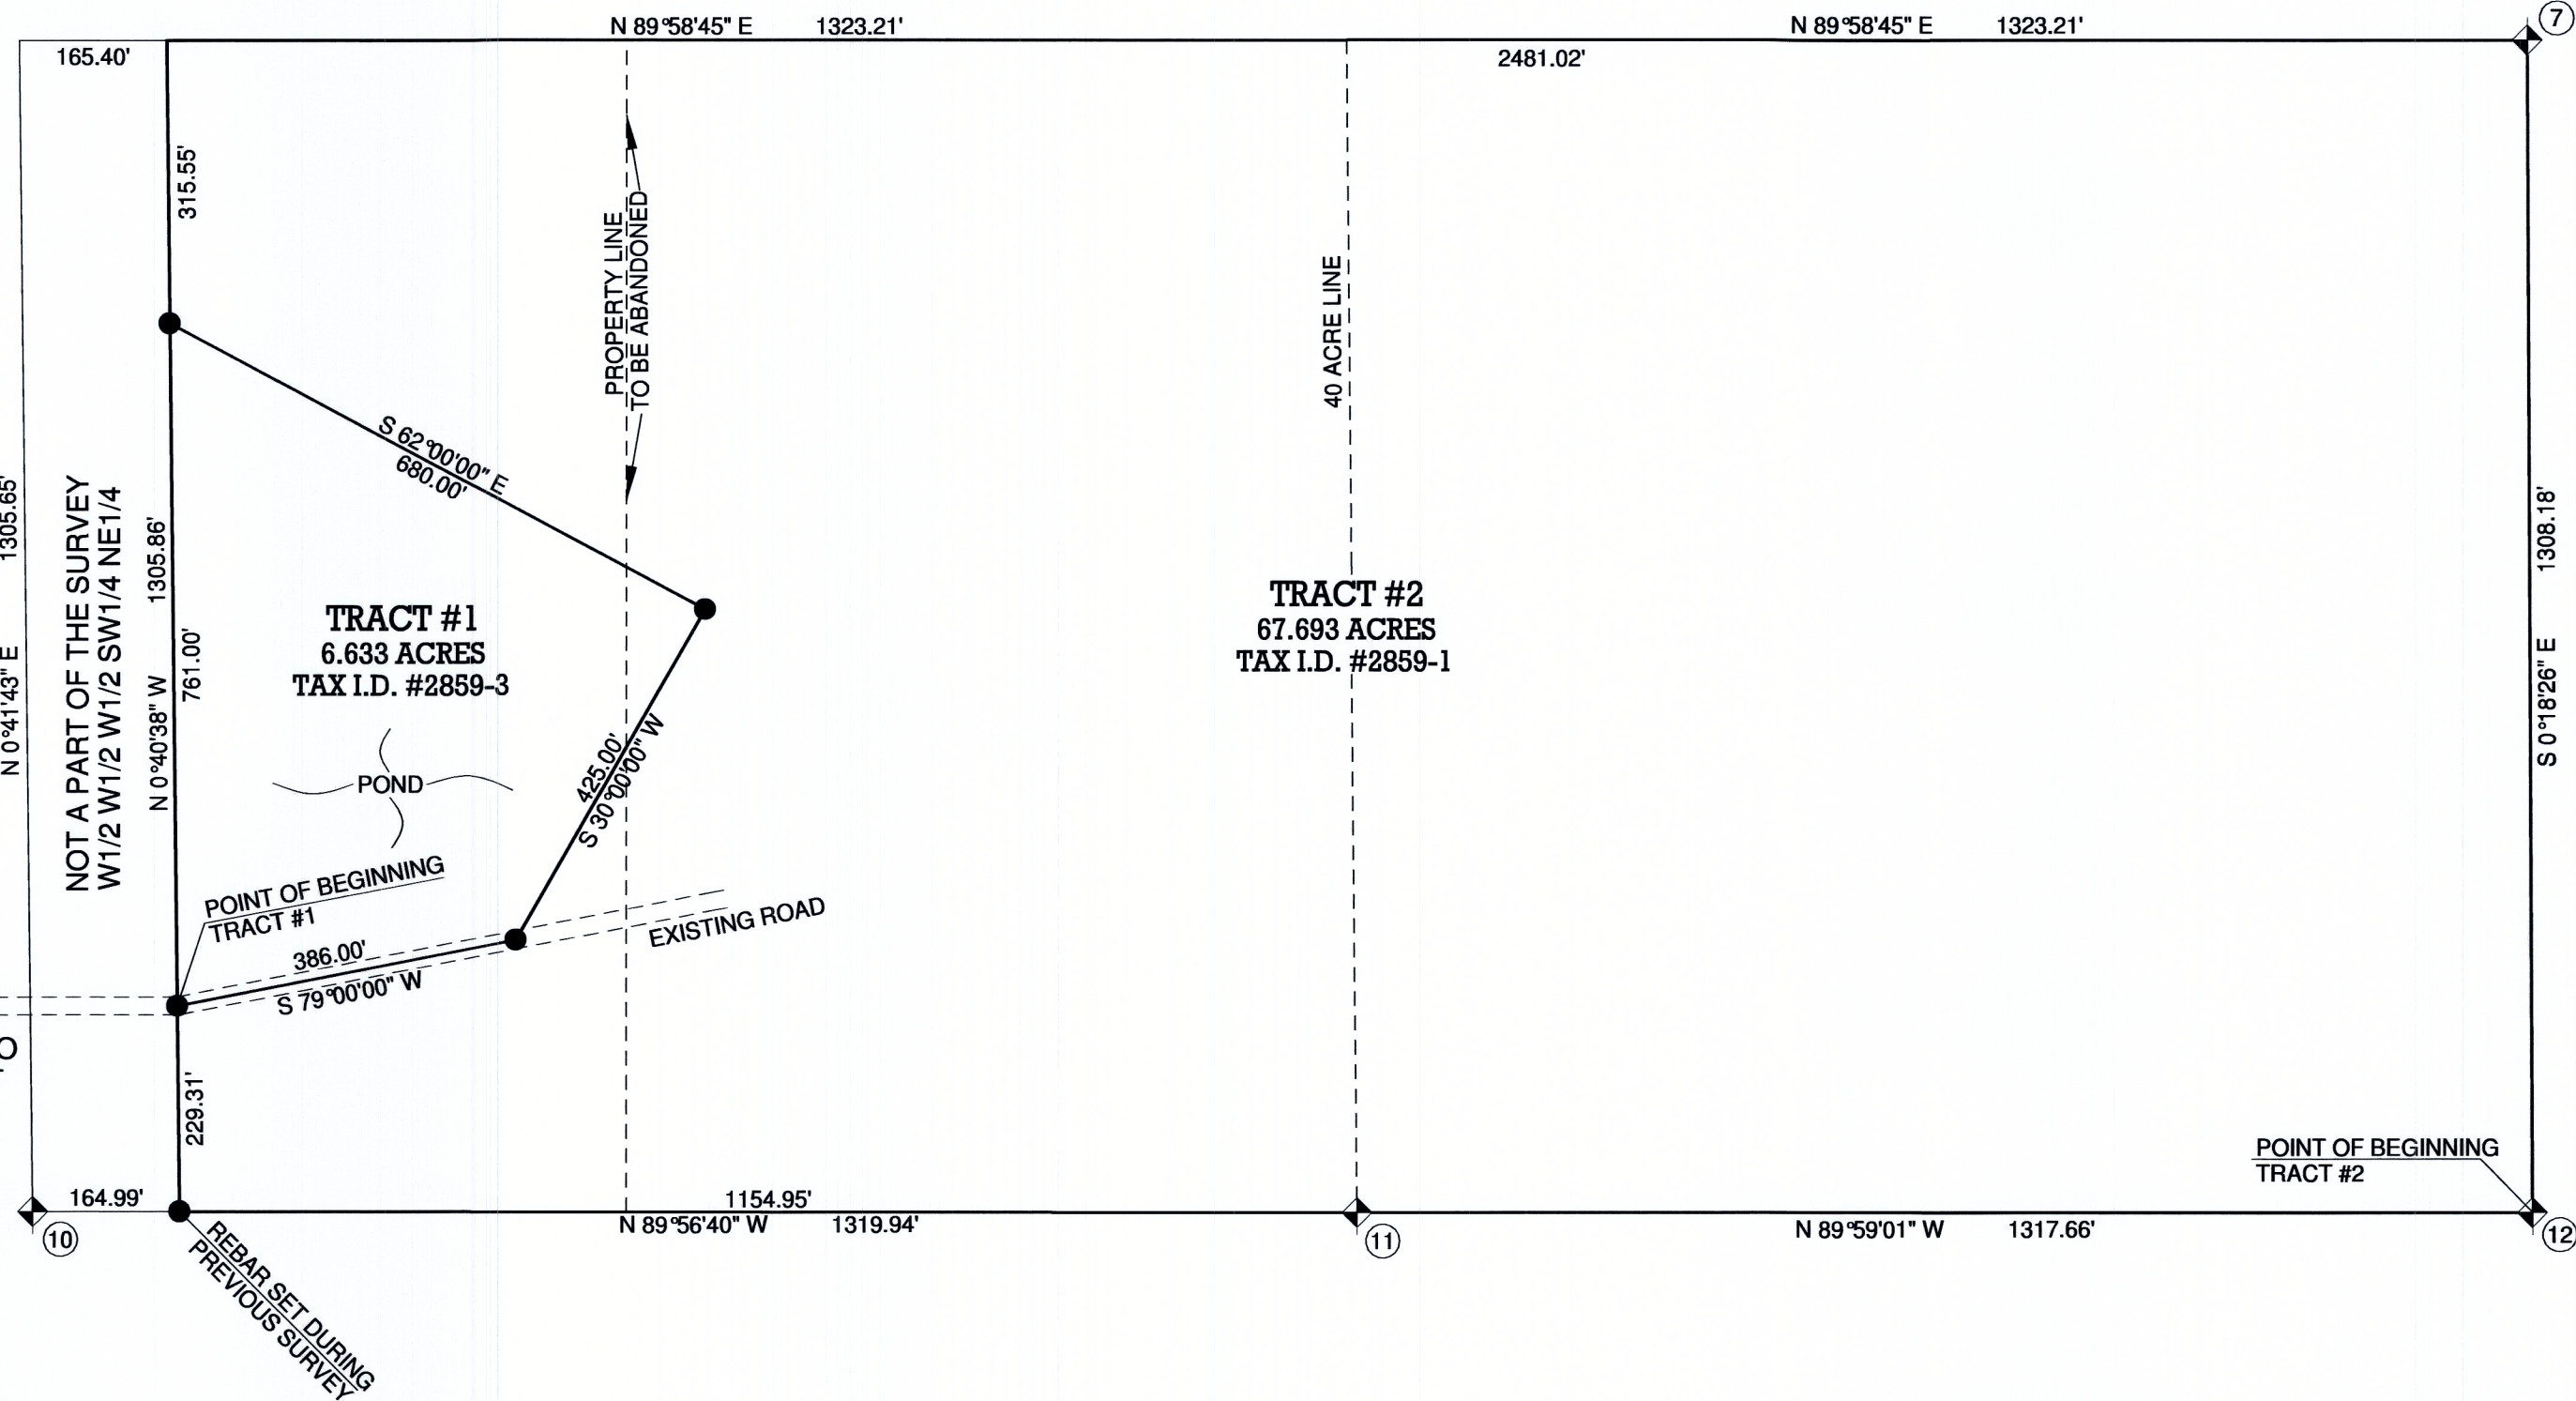 N 89°58'45" E 1323.21'
N 89°58'45" E 1323.21'
7
165.40'
2481.02'
315.55'
PROPERTY LINE
TO BE ABANDONED
40 ACRE LINE
S 62°00'00" E
680.00'
N 0°41'43" E 1305.65'
NOT A PART OF THE SURVEY
W1/2 W1/2 W1/2 SW1/4 NE1/4
N 0°40'38" W 1305.86'
761.00'
TRACT #1
6.633 ACRES
TAX I.D. #2859-3
TRACT #2
67.693 ACRES
TAX I.D. #2859-1
S 0°18'26" E 1308.18'
425.00'
S 30°00'00" W
POND
POINT OF BEGINNING
TRACT #1
EXISTING ROAD
386.00'
S 79°00'00" W
229.31'
POINT OF BEGINNING
TRACT #2
164.99'
1154.95'
10
N 89°56'40" W 1319.94'
11
N 89°59'01" W 1317.66'
12
REBAR SET DURING
PREVIOUS SURVEY